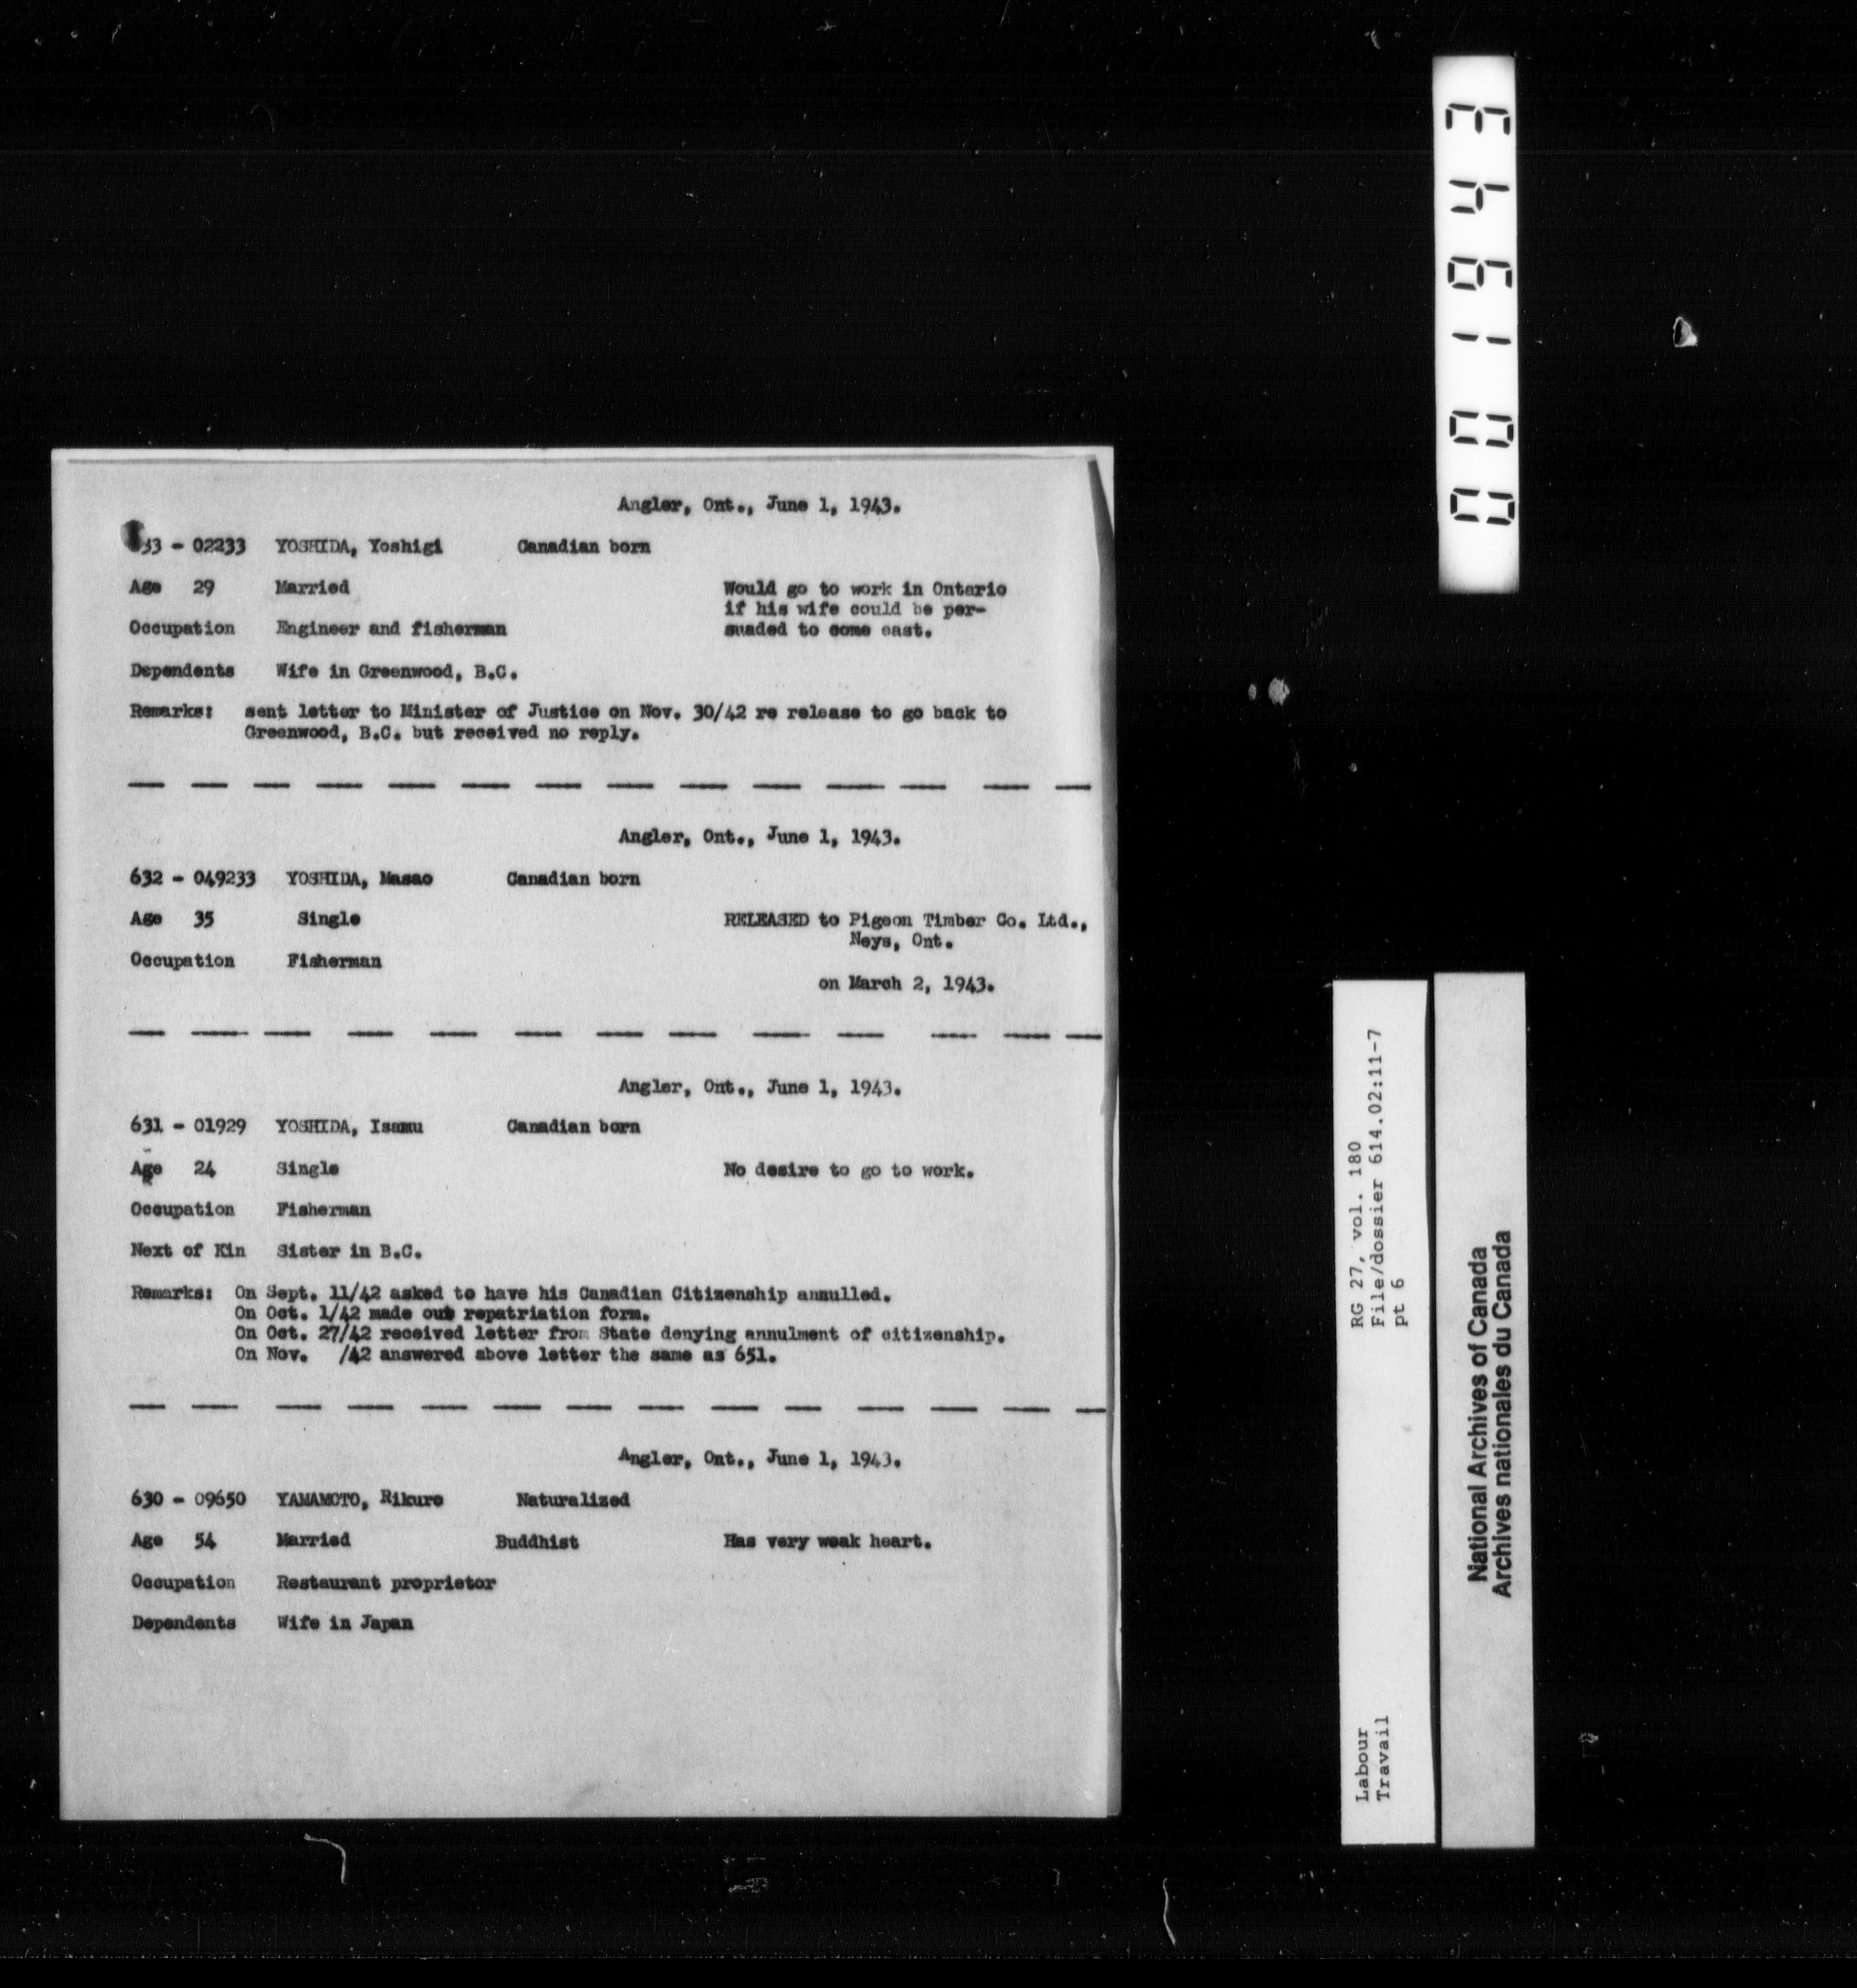 Angler, Ont., June 1, 1943.
33 - 02233 YOSHIDA, Yoshigi Canadian born
Age 29 Married Would go to work in Ontario
if his wife could be per-
Occupation Engineer and fisherman suaded to come east.
Dependents Wife in Greenwood, B.C.
Remarks: sent letter to Minister of Justice on Nov. 30/42 re release to go back to
Greenwood, B.C. but received no reply.
Angler, Ont., June 1, 1943.
632 - 049233 YOSHIDA, Masao Canadian born
Age 35 Single RELEASED to Pigeon Timber Co. Ltd.,
Neys, Ont.
Occupation Fisherman
on March 2, 1943.
Angler, Ont., June 1, 1943.
631 - 01929 YOSHIDA, Isamu Canadian born
Age 24 Single No desire to go to work.
Occupation Fisherman
Next of Kin Sister in B.C.
Remarks: On Sept. 11/42 asked to have his Canadian Citizenship annulled.
On Oct. 1/42 made out repatriation form.
On Oct. 27/42 received letter from State denying annulment of citizenship.
On Nov. /42 answered above letter the same as 651.
Angler, Ont., June 1, 1943.
630 - 09650 YAMAMOTO, Rikuro Naturalized
Age 54 Married Buddhist Has very weak heart.
Occupation Restaurant proprietor
Dependents Wife in Japan
001943
RG 27, vol. 180
File/dossier 614.02:11-7
pt 6
Labour
Travail
National Archives of Canada
Archives nationales du Canada